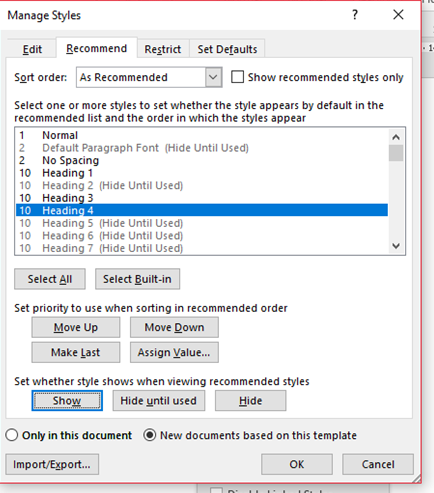 Manage Styles ? ×
Edit Recommend Restrict Set Defaults
Sort order: As Recommended Show recommended styles only
Select one or more styles to set whether the style appears by default in the
recommended list and the order in which the styles appear
1 Normal
2 Default Paragraph Font (Hide Until Used)
2 No Spacing
10 Heading 1
10 Heading 2 (Hide Until Used)
10 Heading 3
10 Heading 4
10 Heading 5 (Hide Until Used)
10 Heading 6 (Hide Until Used)
10 Heading 7 (Hide Until Used)
Select All Select Built-in
Set priority to use when sorting in recommended order
Move Up Move Down
Make Last Assign Value...
Set whether style shows when viewing recommended styles
Show Hide until used Hide
Only in this document New documents based on this template
Import/Export... OK Cancel